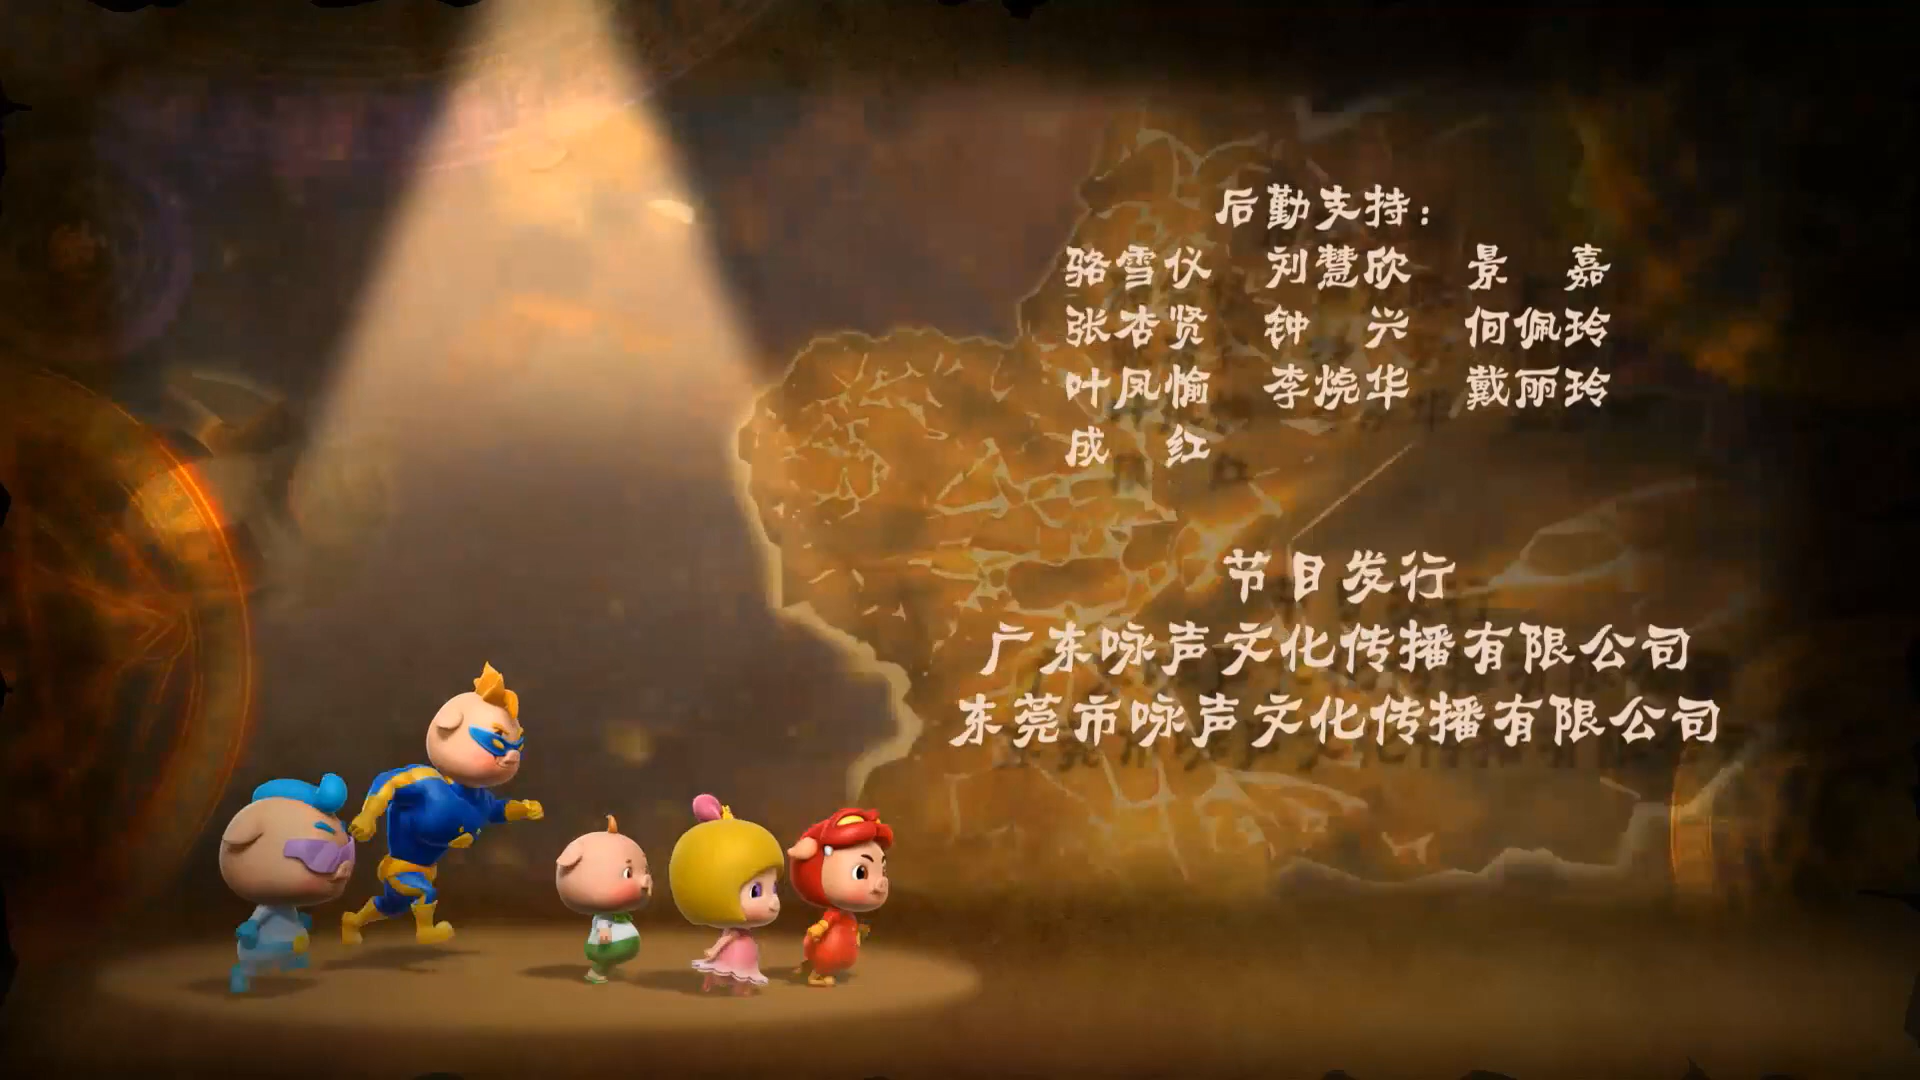 后勤支持：
骆雪仪 刘慧欣 景 嘉
张杏贤 钟 兴 何佩玲
叶凤愉 李烧华 戴丽玲
成 红
节目发行
广东咏声文化传播有限公司
东莞市咏声文化传播有限公司